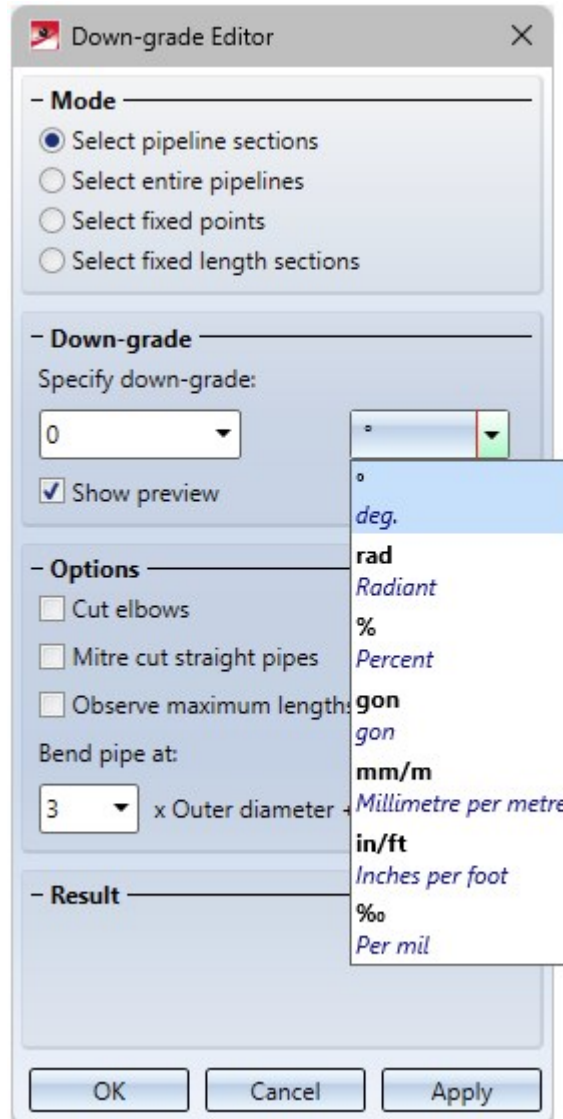 Down-grade Editor
Mode
Select pipeline sections
Select entire pipelines
Select fixed points
Select fixed length sections
Down-grade
Specify down-grade:
0 °
Show preview
°
deg.
rad
Radiant
%
Percent
gon
gon
mm/m
Millimetre per metre
in/ft
Inches per foot
‰
Per mil
Options
Cut elbows
Mitre cut straight pipes
Observe maximum lengths
Bend pipe at:
3 x Outer diameter +
Result
OK Cancel Apply